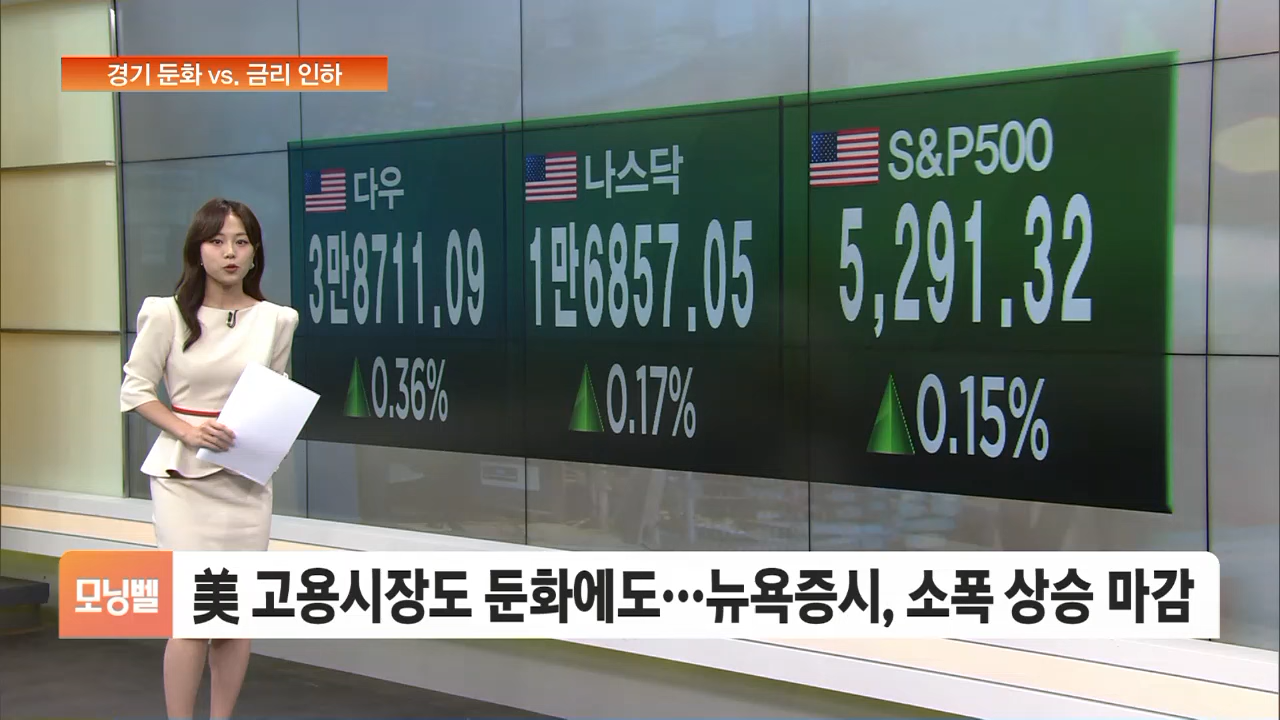 경기 둔화 vs. 금리 인하
다우
3만8711.09
0.36%
나스닥
1만6857.05
0.17%
S&P500
5,291.32
0.15%
모닝벨
美 고용시장도 둔화에도…뉴욕증시, 소폭 상승 마감